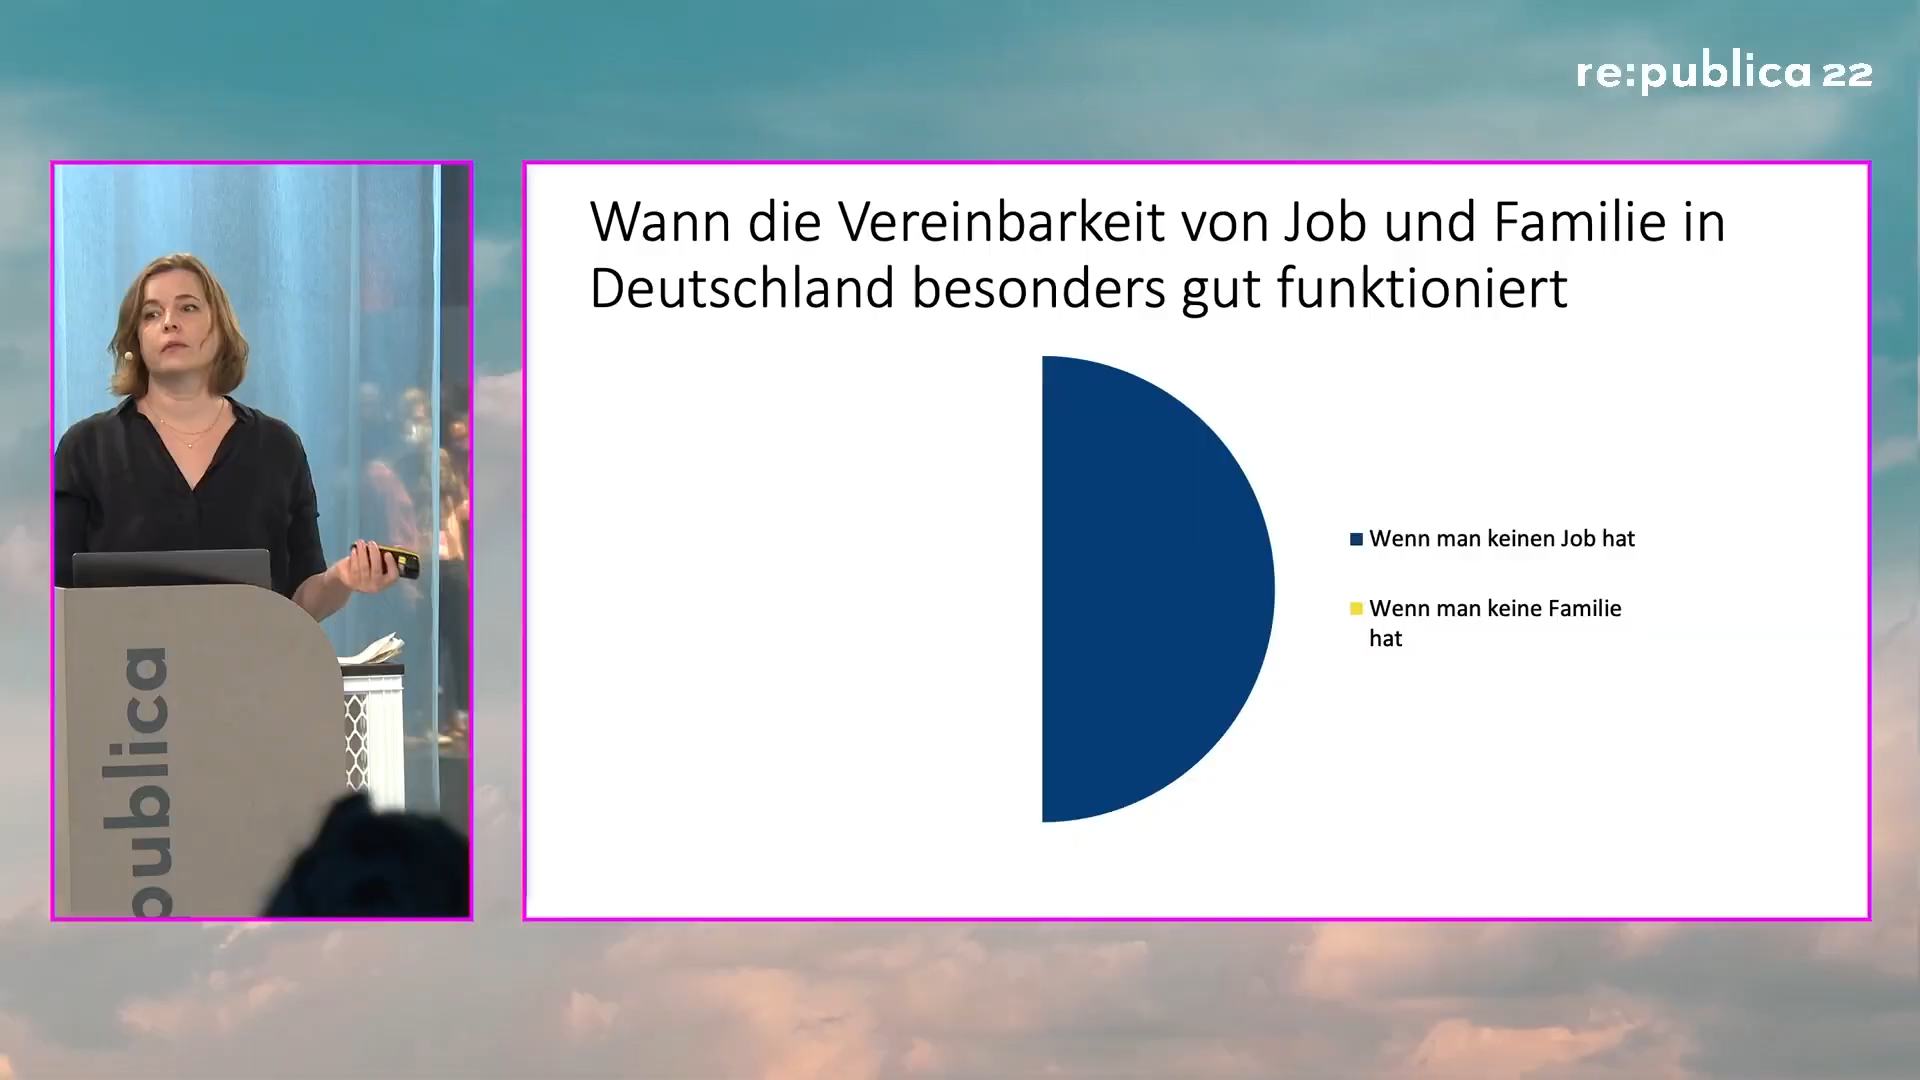 re:publica 22
Wann die Vereinbarkeit von Job und Familie in
Deutschland besonders gut funktioniert
Wenn man keinen Job hat
Wenn man keine Familie
hat
publica